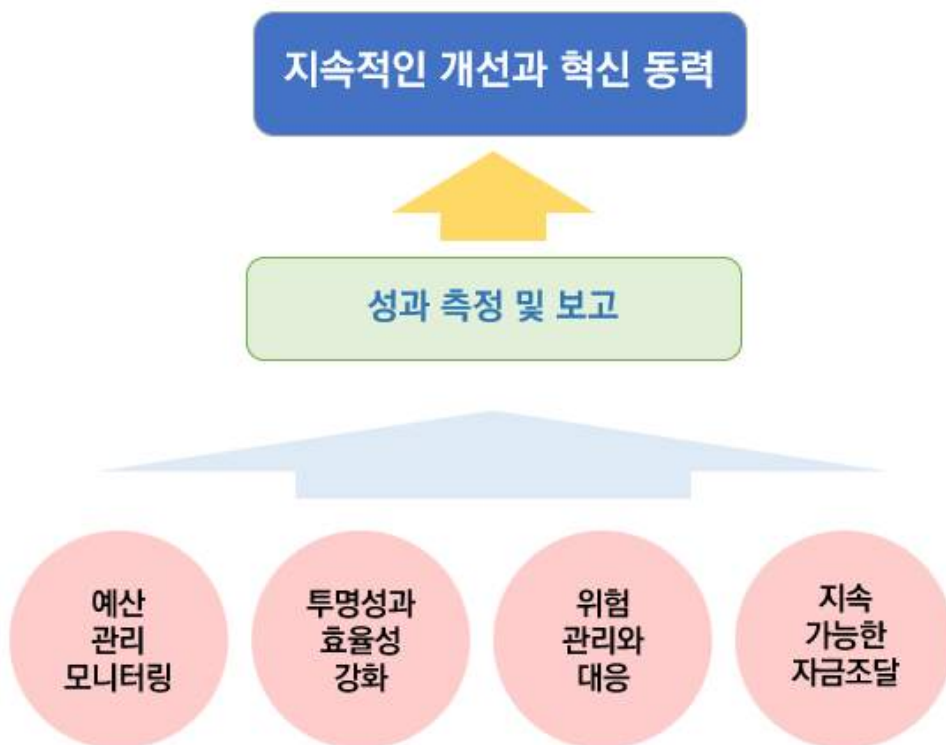 지속적인 개선과 혁신 동력
성과 측정 및 보고
예산
관리
모니터링
투명성과
효율성
강화
위험
관리와
대응
지속
가능한
자금조달